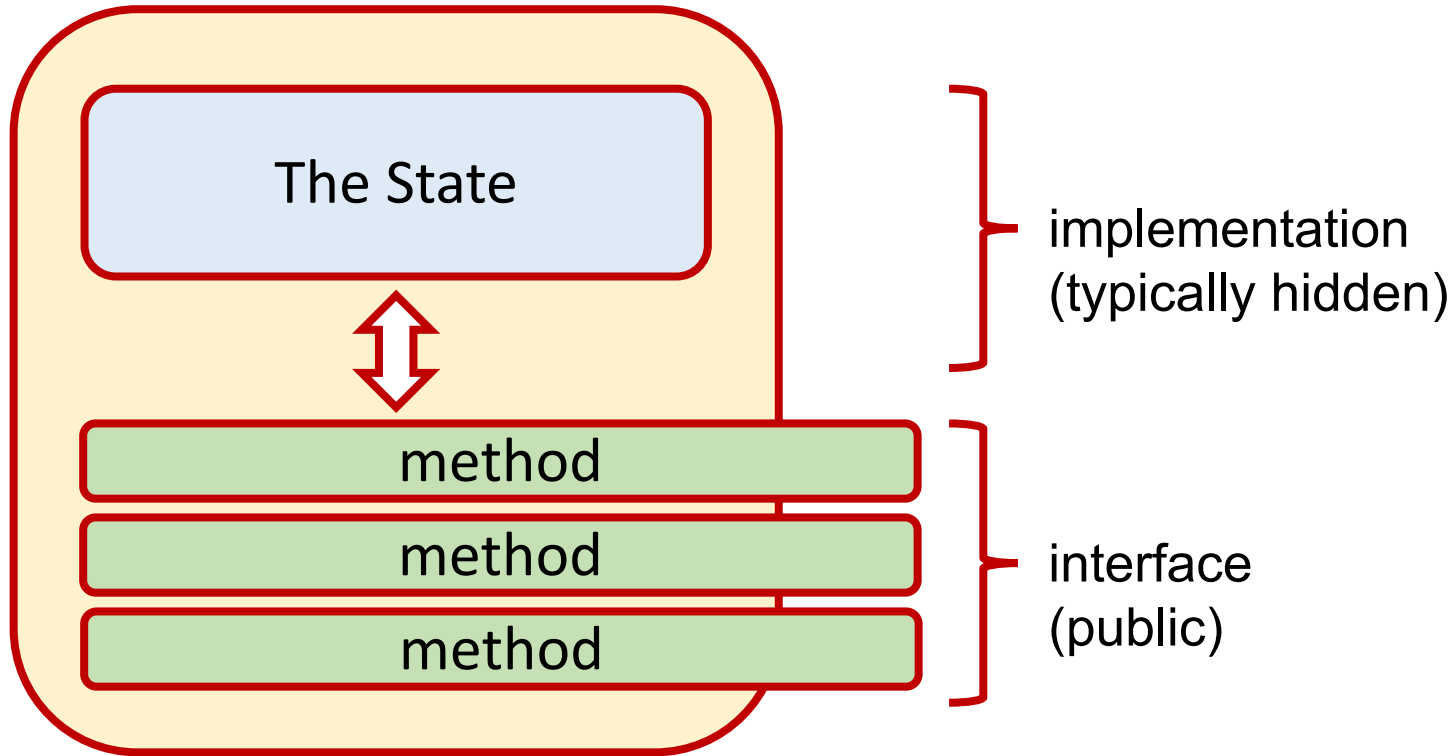 The State
implementation
(typically hidden)
method
method
method
interface
(public)